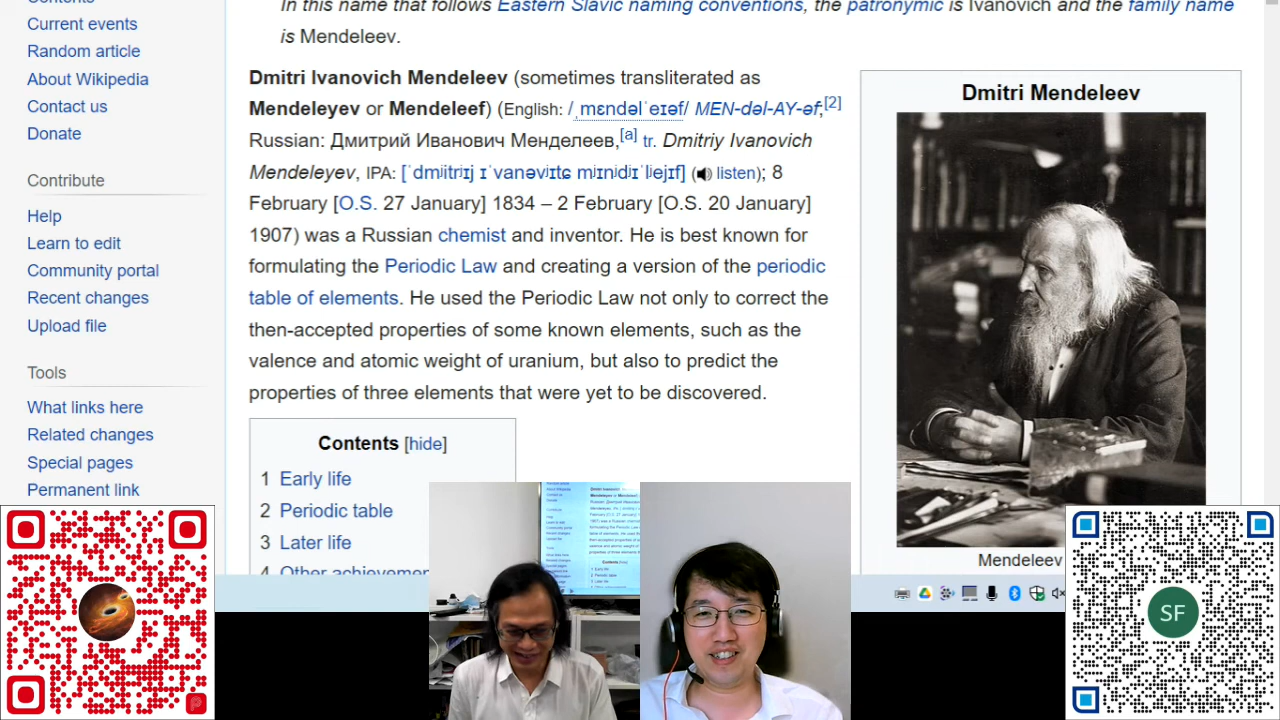 In this name that follows Eastern Slavic naming conventions, the patronymic is Ivanovich and the family name
is Mendeleev.
Current events
Random article
About Wikipedia
Contact us
Donate
Contribute
Help
Learn to edit
Community portal
Recent changes
Upload file
Tools
What links here
Related changes
Special pages
Permanent link
Dmitri Ivanovich Mendeleev (sometimes transliterated as
Mendeleyev or Mendeleef) (English: /ˌmɛndəlˈeɪəf/ MEN-dəl-AY-əf;[2]
Russian: Дмитрий Иванович Менделеев,[a] tr. Dmitriy Ivanovich
Mendeleyev, IPA: [ˈdmʲitrʲɪj ɪˈvanəvʲɪtɕ mʲɪnʲdʲɪˈlʲejɪf] (listen); 8
February [O.S. 27 January] 1834 – 2 February [O.S. 20 January]
1907) was a Russian chemist and inventor. He is best known for
formulating the Periodic Law and creating a version of the periodic
table of elements. He used the Periodic Law not only to correct the
then-accepted properties of some known elements, such as the
valence and atomic weight of uranium, but also to predict the
properties of three elements that were yet to be discovered.
Contents [hide]
1 Early life
2 Periodic table
3 Later life
4 Other achievemen
Dmitri Mendeleev
Mendeleev
SF